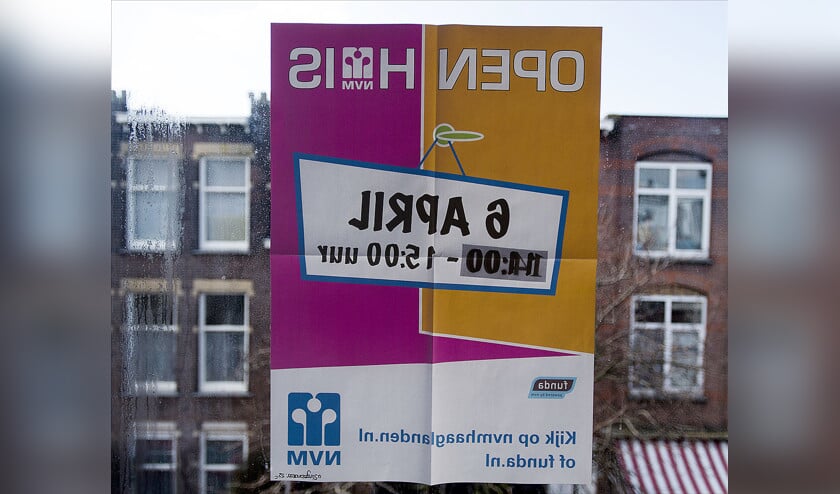 OPEN HUIS
NVM
6 APRIL
14:00 - 15:00 uur
funda
Kijk op nvmhaaglanden.nl
of funda.nl
NVM